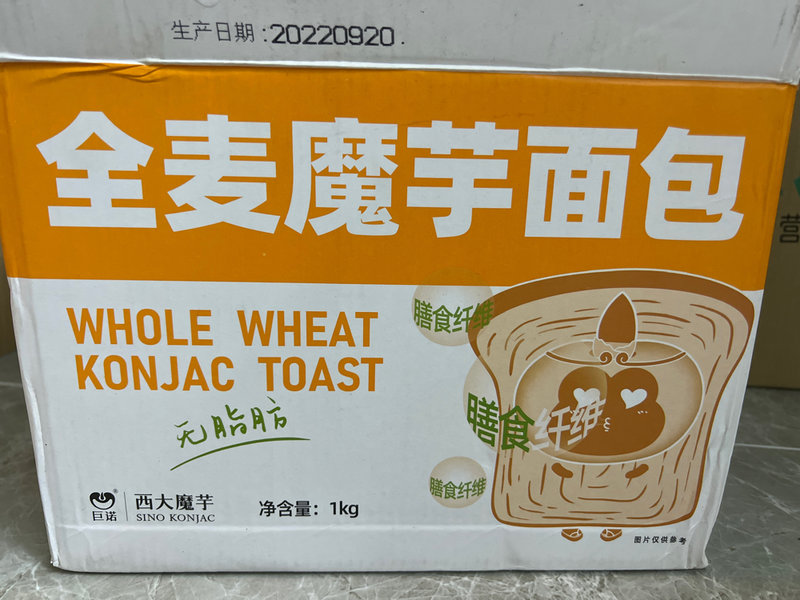 生产日期:20220920.
全麦魔芋面包
WHOLE WHEAT
KONJAC TOAST
无脂肪
膳食纤维
膳食纤维
膳食纤维
巨诺®
西大魔芋
SINO KONJAC
净含量：1kg
图片仅供参考
营